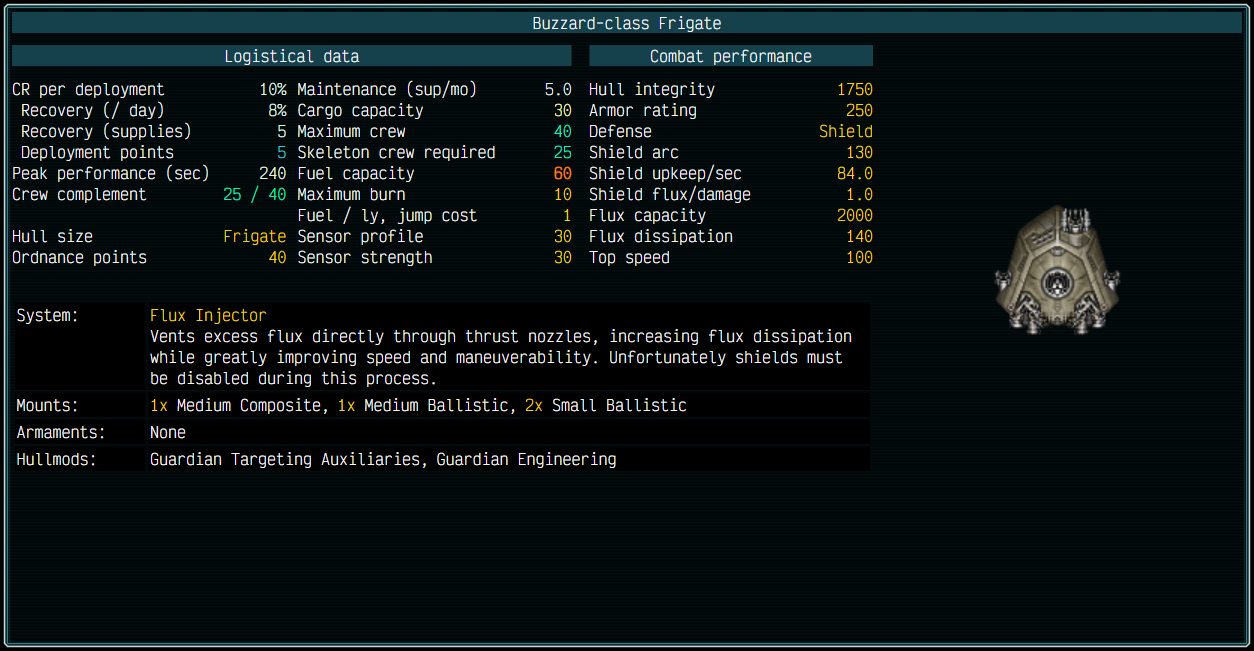 Buzzard-class Frigate
Logistical data Combat performance
CR per deployment 10% Maintenance (sup/mo) 5.0 Hull integrity 1750
Recovery (/ day) 8% Cargo capacity 30 Armor rating 250
Recovery (supplies) 5 Maximum crew 40 Defense Shield
Deployment points 5 Skeleton crew required 25 Shield arc 130
Peak performance (sec) 240 Fuel capacity 60 Shield upkeep/sec 84.0
Crew complement 25 / 40 Maximum burn 10 Shield flux/damage 1.0
Fuel / ly, jump cost 1 Flux capacity 2000
Hull size Frigate Sensor profile 30 Flux dissipation 140
Ordnance points 40 Sensor strength 30 Top speed 100
System: Flux Injector
Vents excess flux directly through thrust nozzles, increasing flux dissipation
while greatly improving speed and maneuverability. Unfortunately shields must
be disabled during this process.
Mounts: 1x Medium Composite, 1x Medium Ballistic, 2x Small Ballistic
Armaments: None
Hullmods: Guardian Targeting Auxiliaries, Guardian Engineering